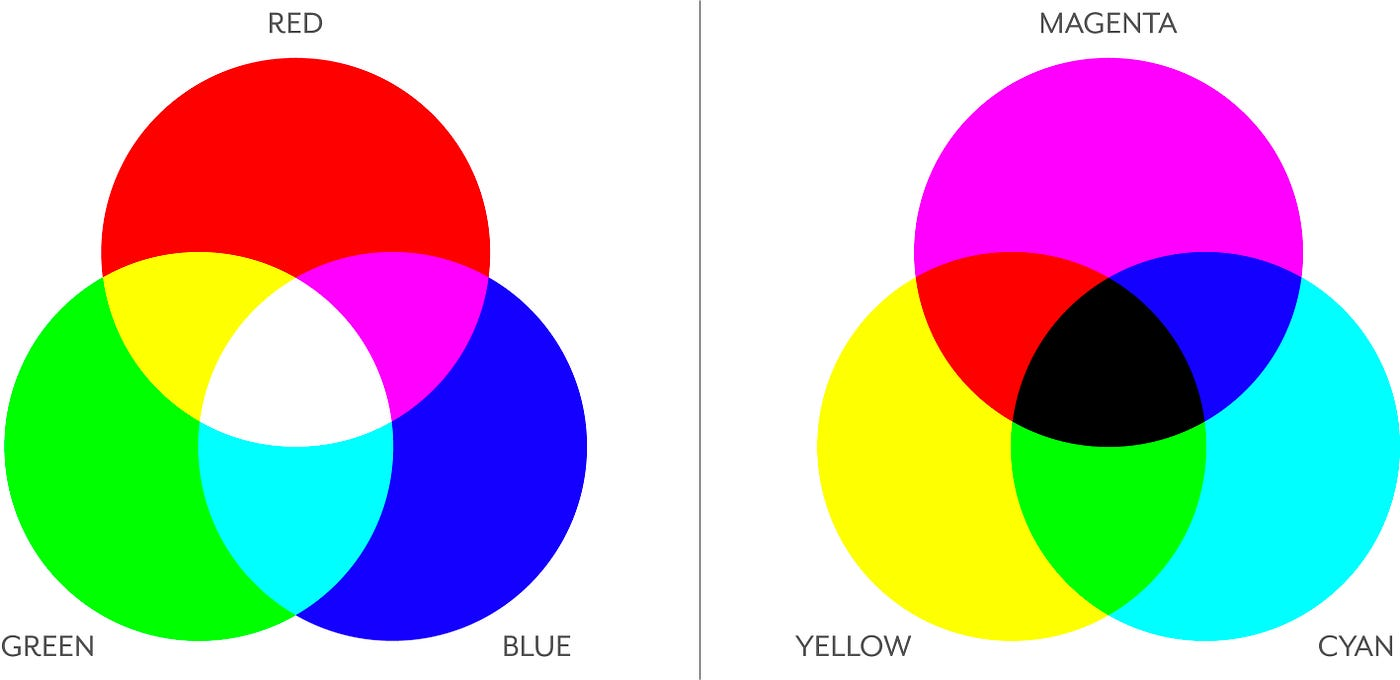 RED
GREEN
BLUE
MAGENTA
YELLOW
CYAN